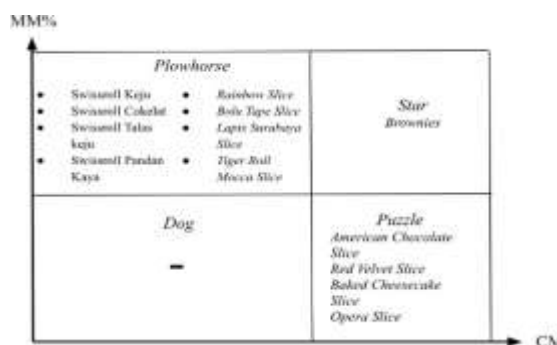 MM%
Plowhorse
• Swissroll Keju
• Swissroll Cokelat
• Swissroll Talas
keju
• Swissroll Pandan
Kaya
• Rainbow Slice
• Bolu Tape Slice
• Lapis Surabaya
Slice
• Tiger Roll
Mocca Slice
Star
Brownies
Dog
-
Puzzle
American Chocolate
Slice
Red Velvet Slice
Baked Cheesecake
Slice
Opera Slice
CM